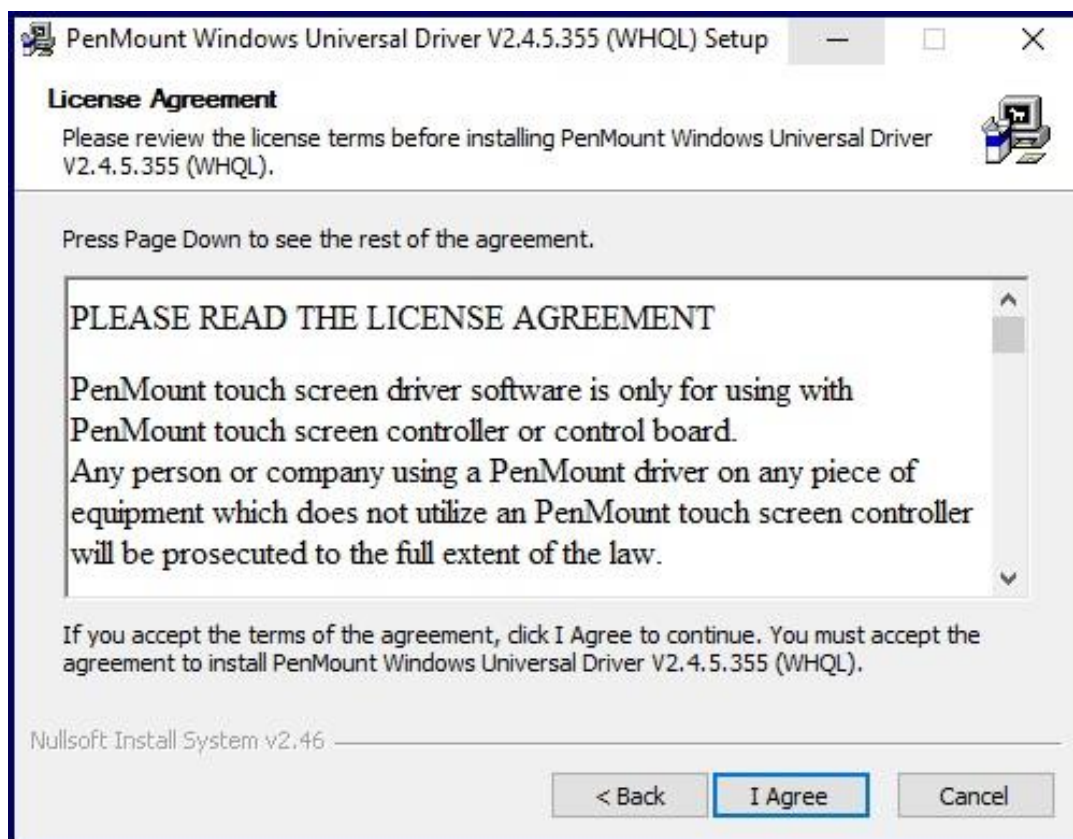 PenMount Windows Universal Driver V2.4.5.355 (WHQL) Setup
License Agreement
Please review the license terms before installing PenMount Windows Universal Driver
V2.4.5.355 (WHQL).
Press Page Down to see the rest of the agreement.
PLEASE READ THE LICENSE AGREEMENT
PenMount touch screen driver software is only for using with
PenMount touch screen controller or control board.
Any person or company using a PenMount driver on any piece of
equipment which does not utilize an PenMount touch screen controller
will be prosecuted to the full extent of the law.
If you accept the terms of the agreement, click I Agree to continue. You must accept the
agreement to install PenMount Windows Universal Driver V2.4.5.355 (WHQL).
Nullsoft Install System v2.46
< Back I Agree Cancel